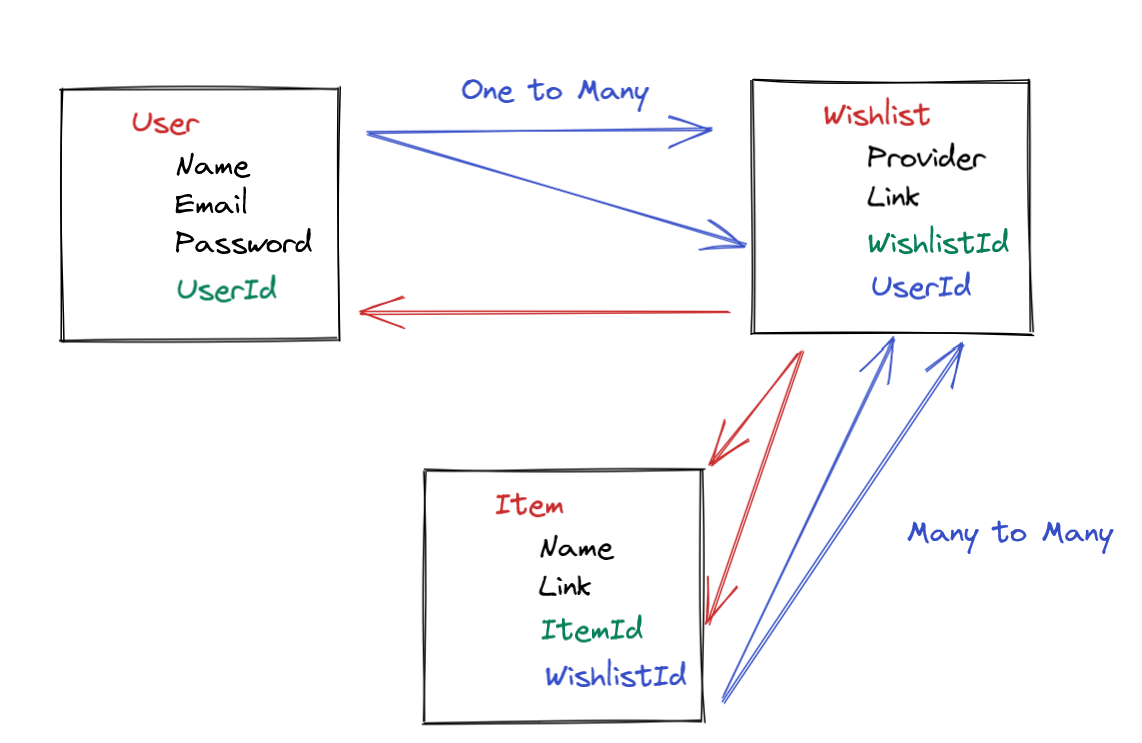 User
Name
Email
Password
UserId
One to Many
Wishlist
Provider
Link
WishlistId
UserId
Item
Name
Link
ItemId
WishlistId
Many to Many